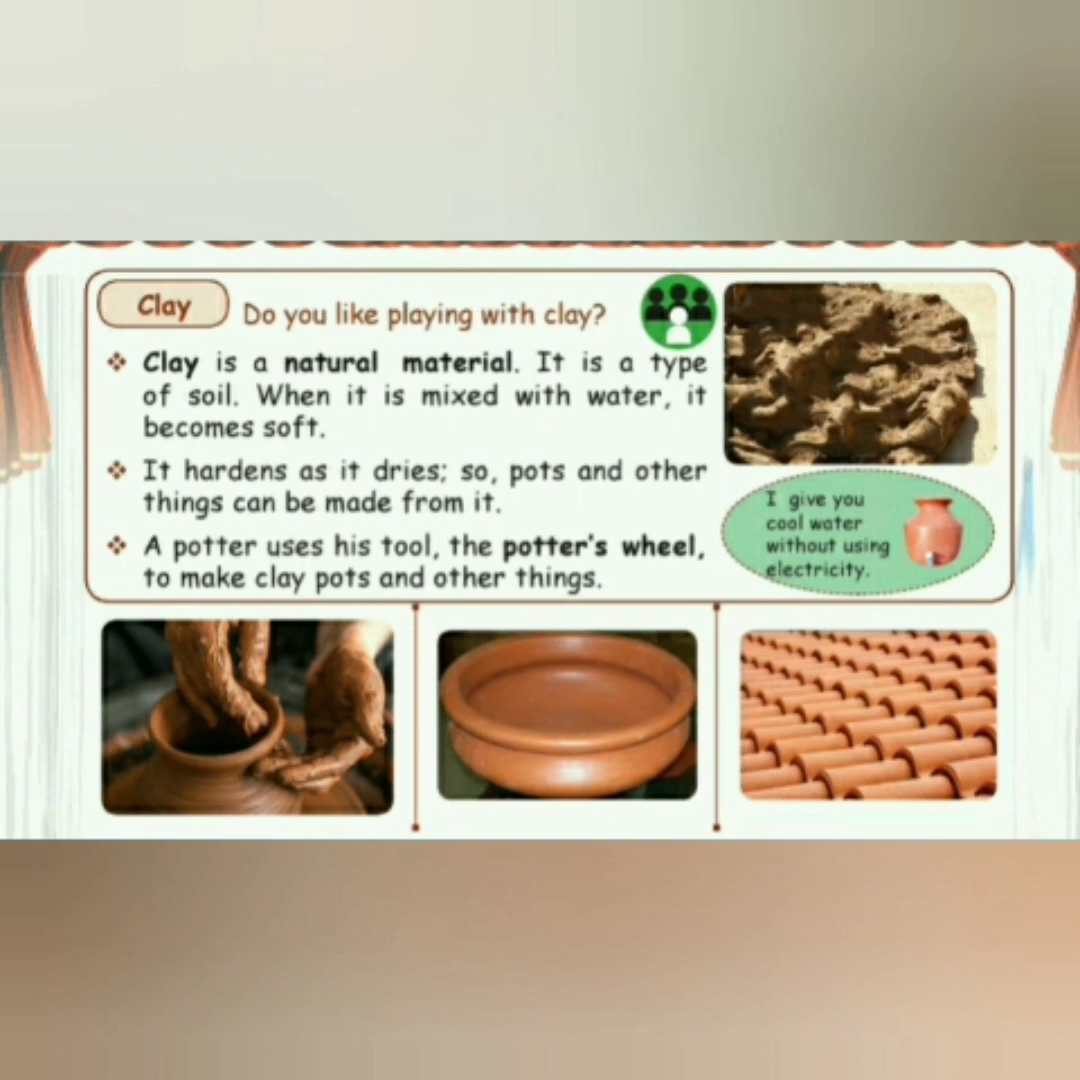 Clay
Do you like playing with clay?
❖ Clay is a natural material. It is a type
of soil. When it is mixed with water, it
becomes soft.
❖ It hardens as it dries; so, pots and other
things can be made from it.
❖ A potter uses his tool, the potter's wheel,
to make clay pots and other things.
I give you
cool water
without using
electricity.